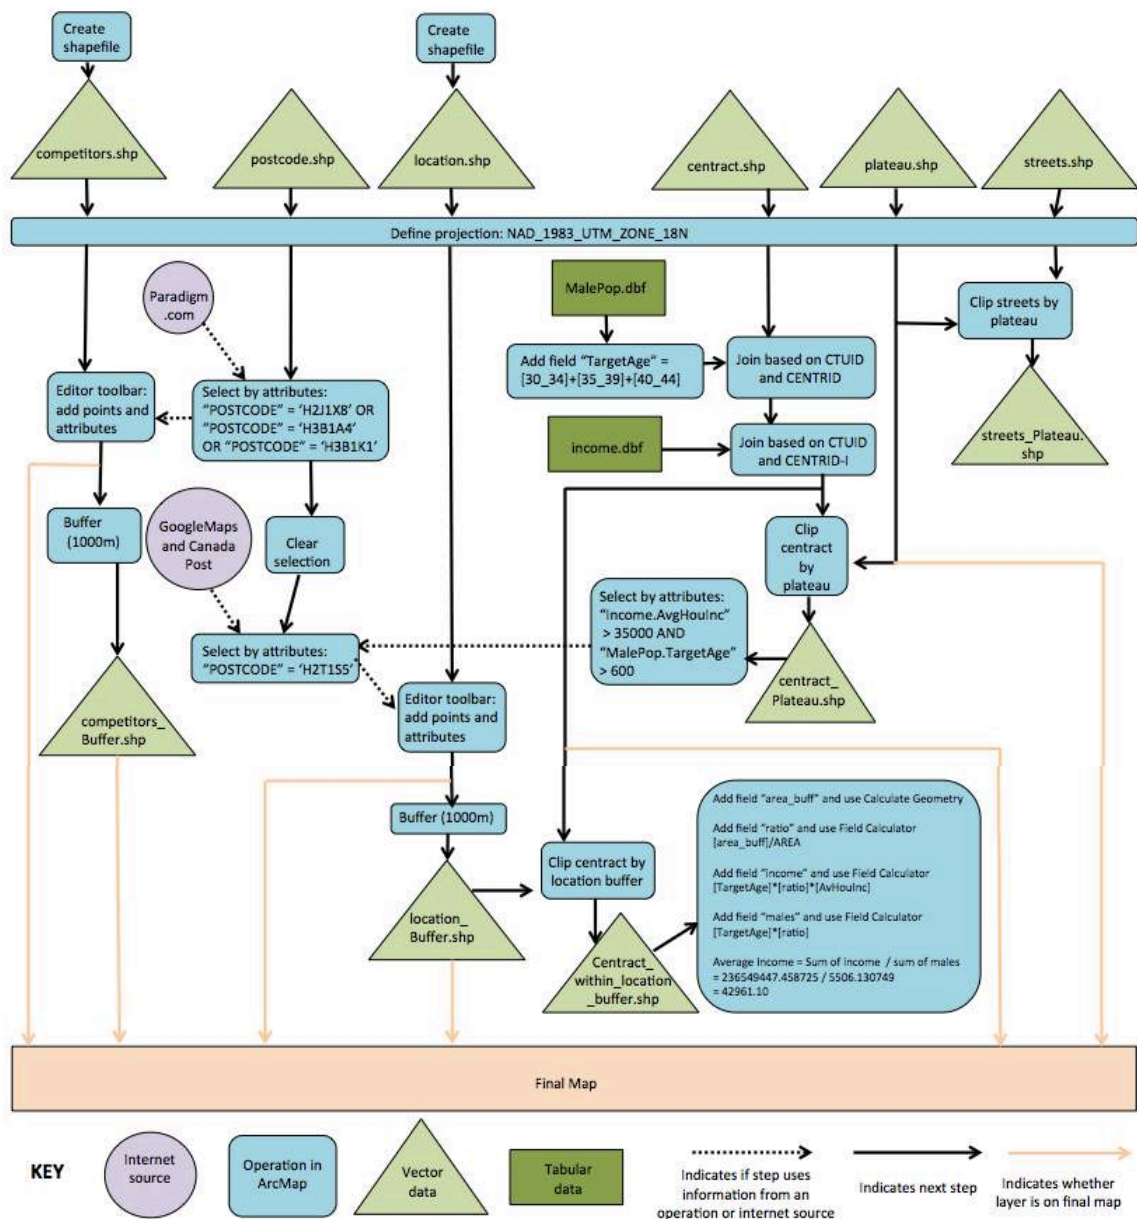 Create
shapefile
Create
shapefile
competitors.shp
postcode.shp
location.shp
centract.shp
plateau.shp
streets.shp
Define projection: NAD_1983_UTM_ZONE_18N
Paradigm
.com
MalePop.dbf
Clip streets by
plateau
Add field "TargetAge" =
[30_34]+[35_39]+[40_44]
Join based on CTUID
and CENTRID
Editor toolbar:
add points and
attributes
Select by attributes:
"POSTCODE" = 'H2J1X8' OR
"POSTCODE" = 'H3B1A4'
OR "POSTCODE" = 'H3B1K1'
income.dbf
Join based on CTUID
and CENTRID-I
streets_Plateau.
shp
Buffer
(1000m)
GoogleMaps
and Canada
Post
Clear
selection
Clip
centract
by
plateau
Select by attributes:
"Income.AvgHouInc"
> 35000 AND
"MalePop.TargetAge"
> 600
Select by attributes:
"POSTCODE" = 'H2T1S5'
centract_
Plateau.shp
Editor toolbar:
add points and
attributes
competitors_
Buffer.shp
Buffer (1000m)
Add field "area_buff" and use Calculate Geometry
Add field "ratio" and use Field Calculator
[area_buff]/AREA
Add field "income" and use Field Calculator
[TargetAge]*[ratio]*[AvHouInc]
Add field "males" and use Field Calculator
[TargetAge]*[ratio]
Average Income = Sum of income / sum of males
= 236549447.458725 / 5506.130749
= 42961.10
Clip centract by
location buffer
location_
Buffer.shp
Centract_
within_location
_buffer.shp
Final Map
KEY
Internet
source
Operation in
ArcMap
Vector
data
Tabular
data
Indicates if step uses
information from an
operation or internet source
Indicates next step
Indicates whether
layer is on final map